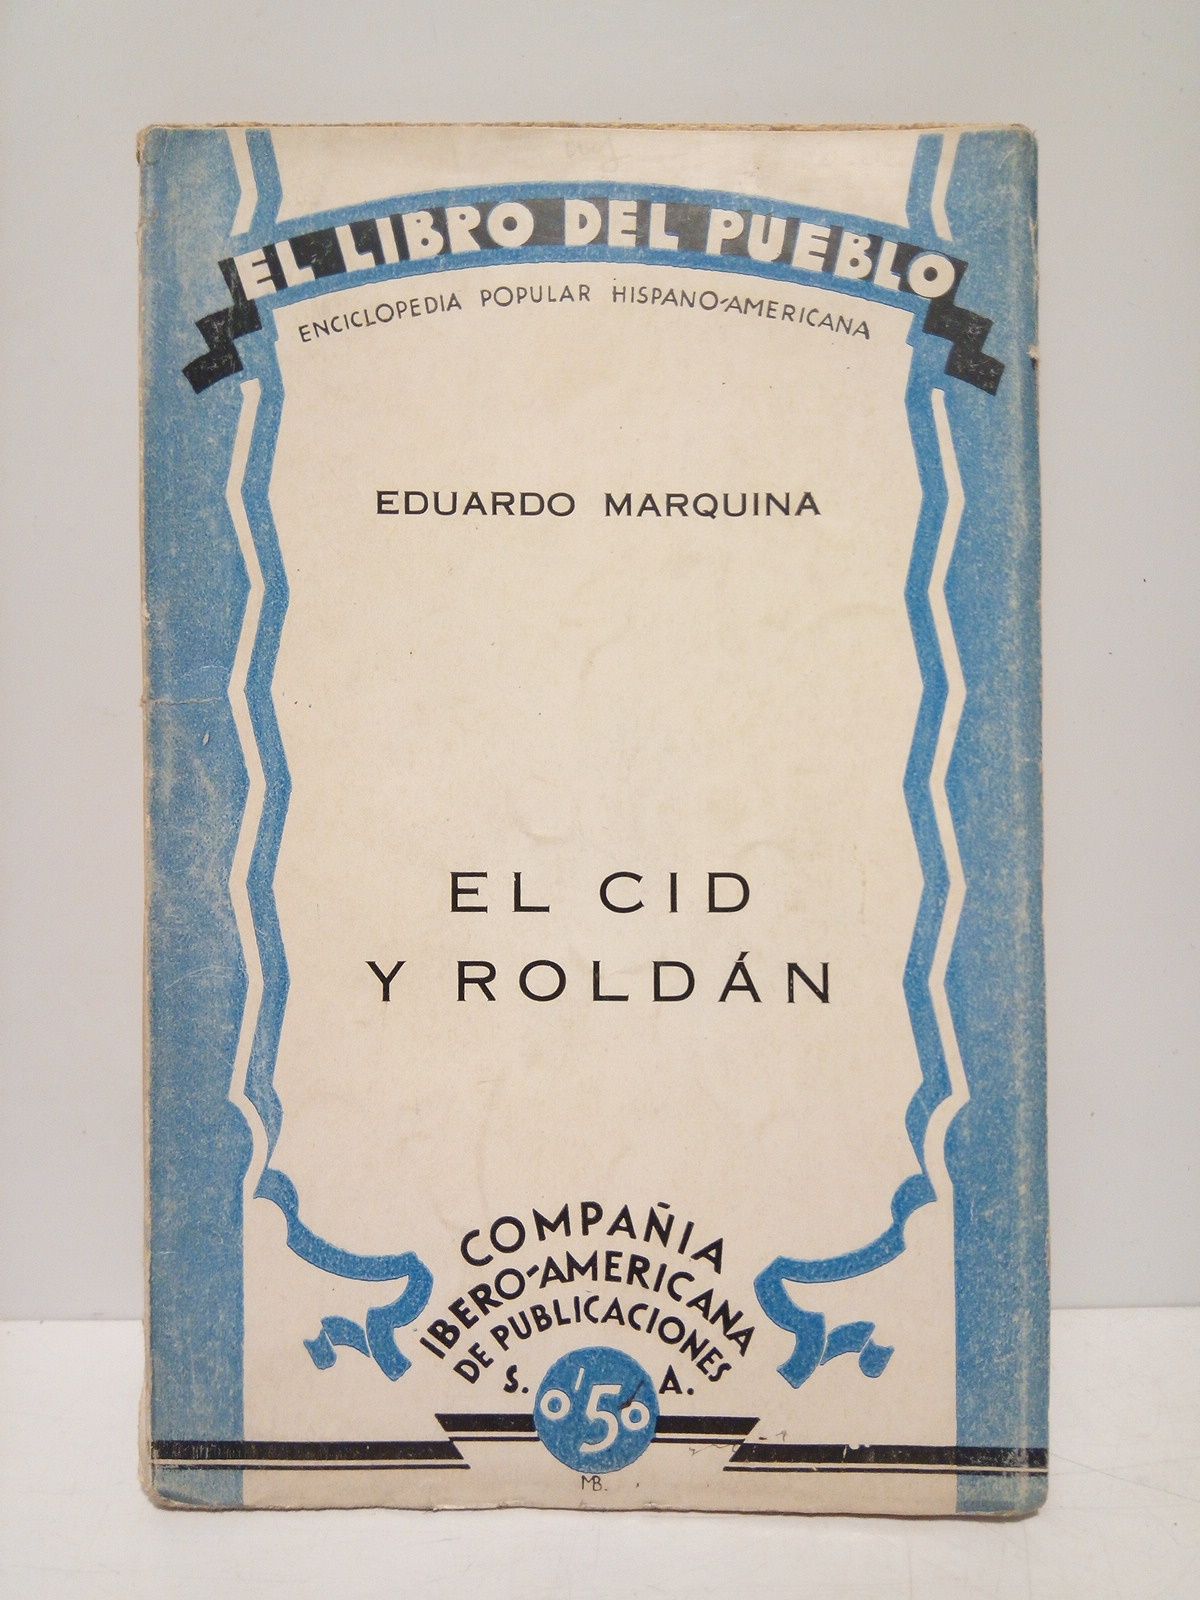 EL LIBRO DEL PUEBLO
ENCICLOPEDIA POPULAR HISPANO-AMERICANA
EDUARDO MARQUINA
EL CID
Y ROLDÁN
COMPAÑIA
IBERO-AMERICANA
DE PUBLICACIONES
S. A.
0'50
MB.